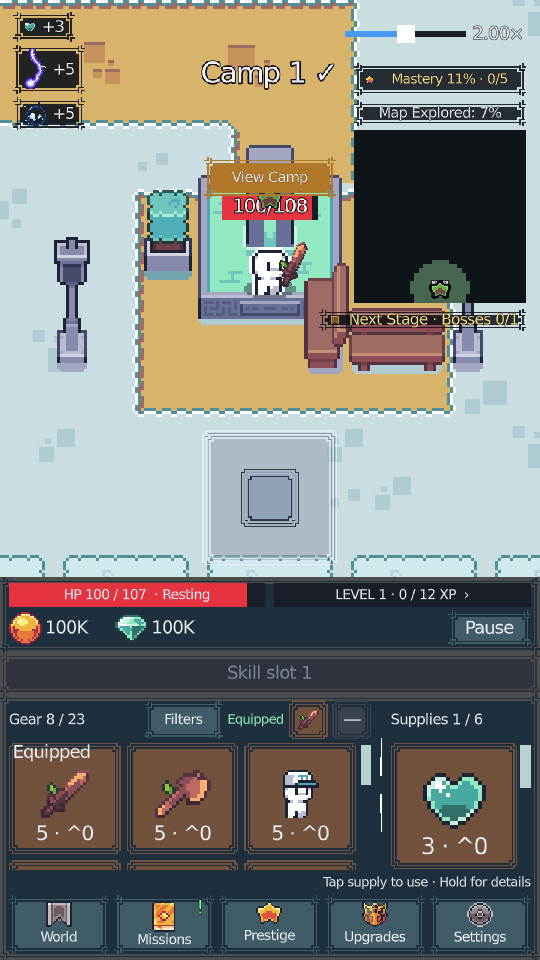 +3
2.00×
+5
Camp 1 ✓
Mastery 11% · 0/5
+5
Map Explored: 7%
View Camp
100/108
Next Stage · Bosses 0/1
HP 100 / 107 · Resting
LEVEL 1 · 0 / 12 XP ›
100K
100K
Pause
Skill slot 1
Gear 8 / 23
Filters
Equipped
—
Supplies 1 / 6
Equipped
5 · ^0
5 · ^0
5 · ^0
3 · ^0
Tap supply to use · Hold for details
!
World
Missions
Prestige
Upgrades
Settings